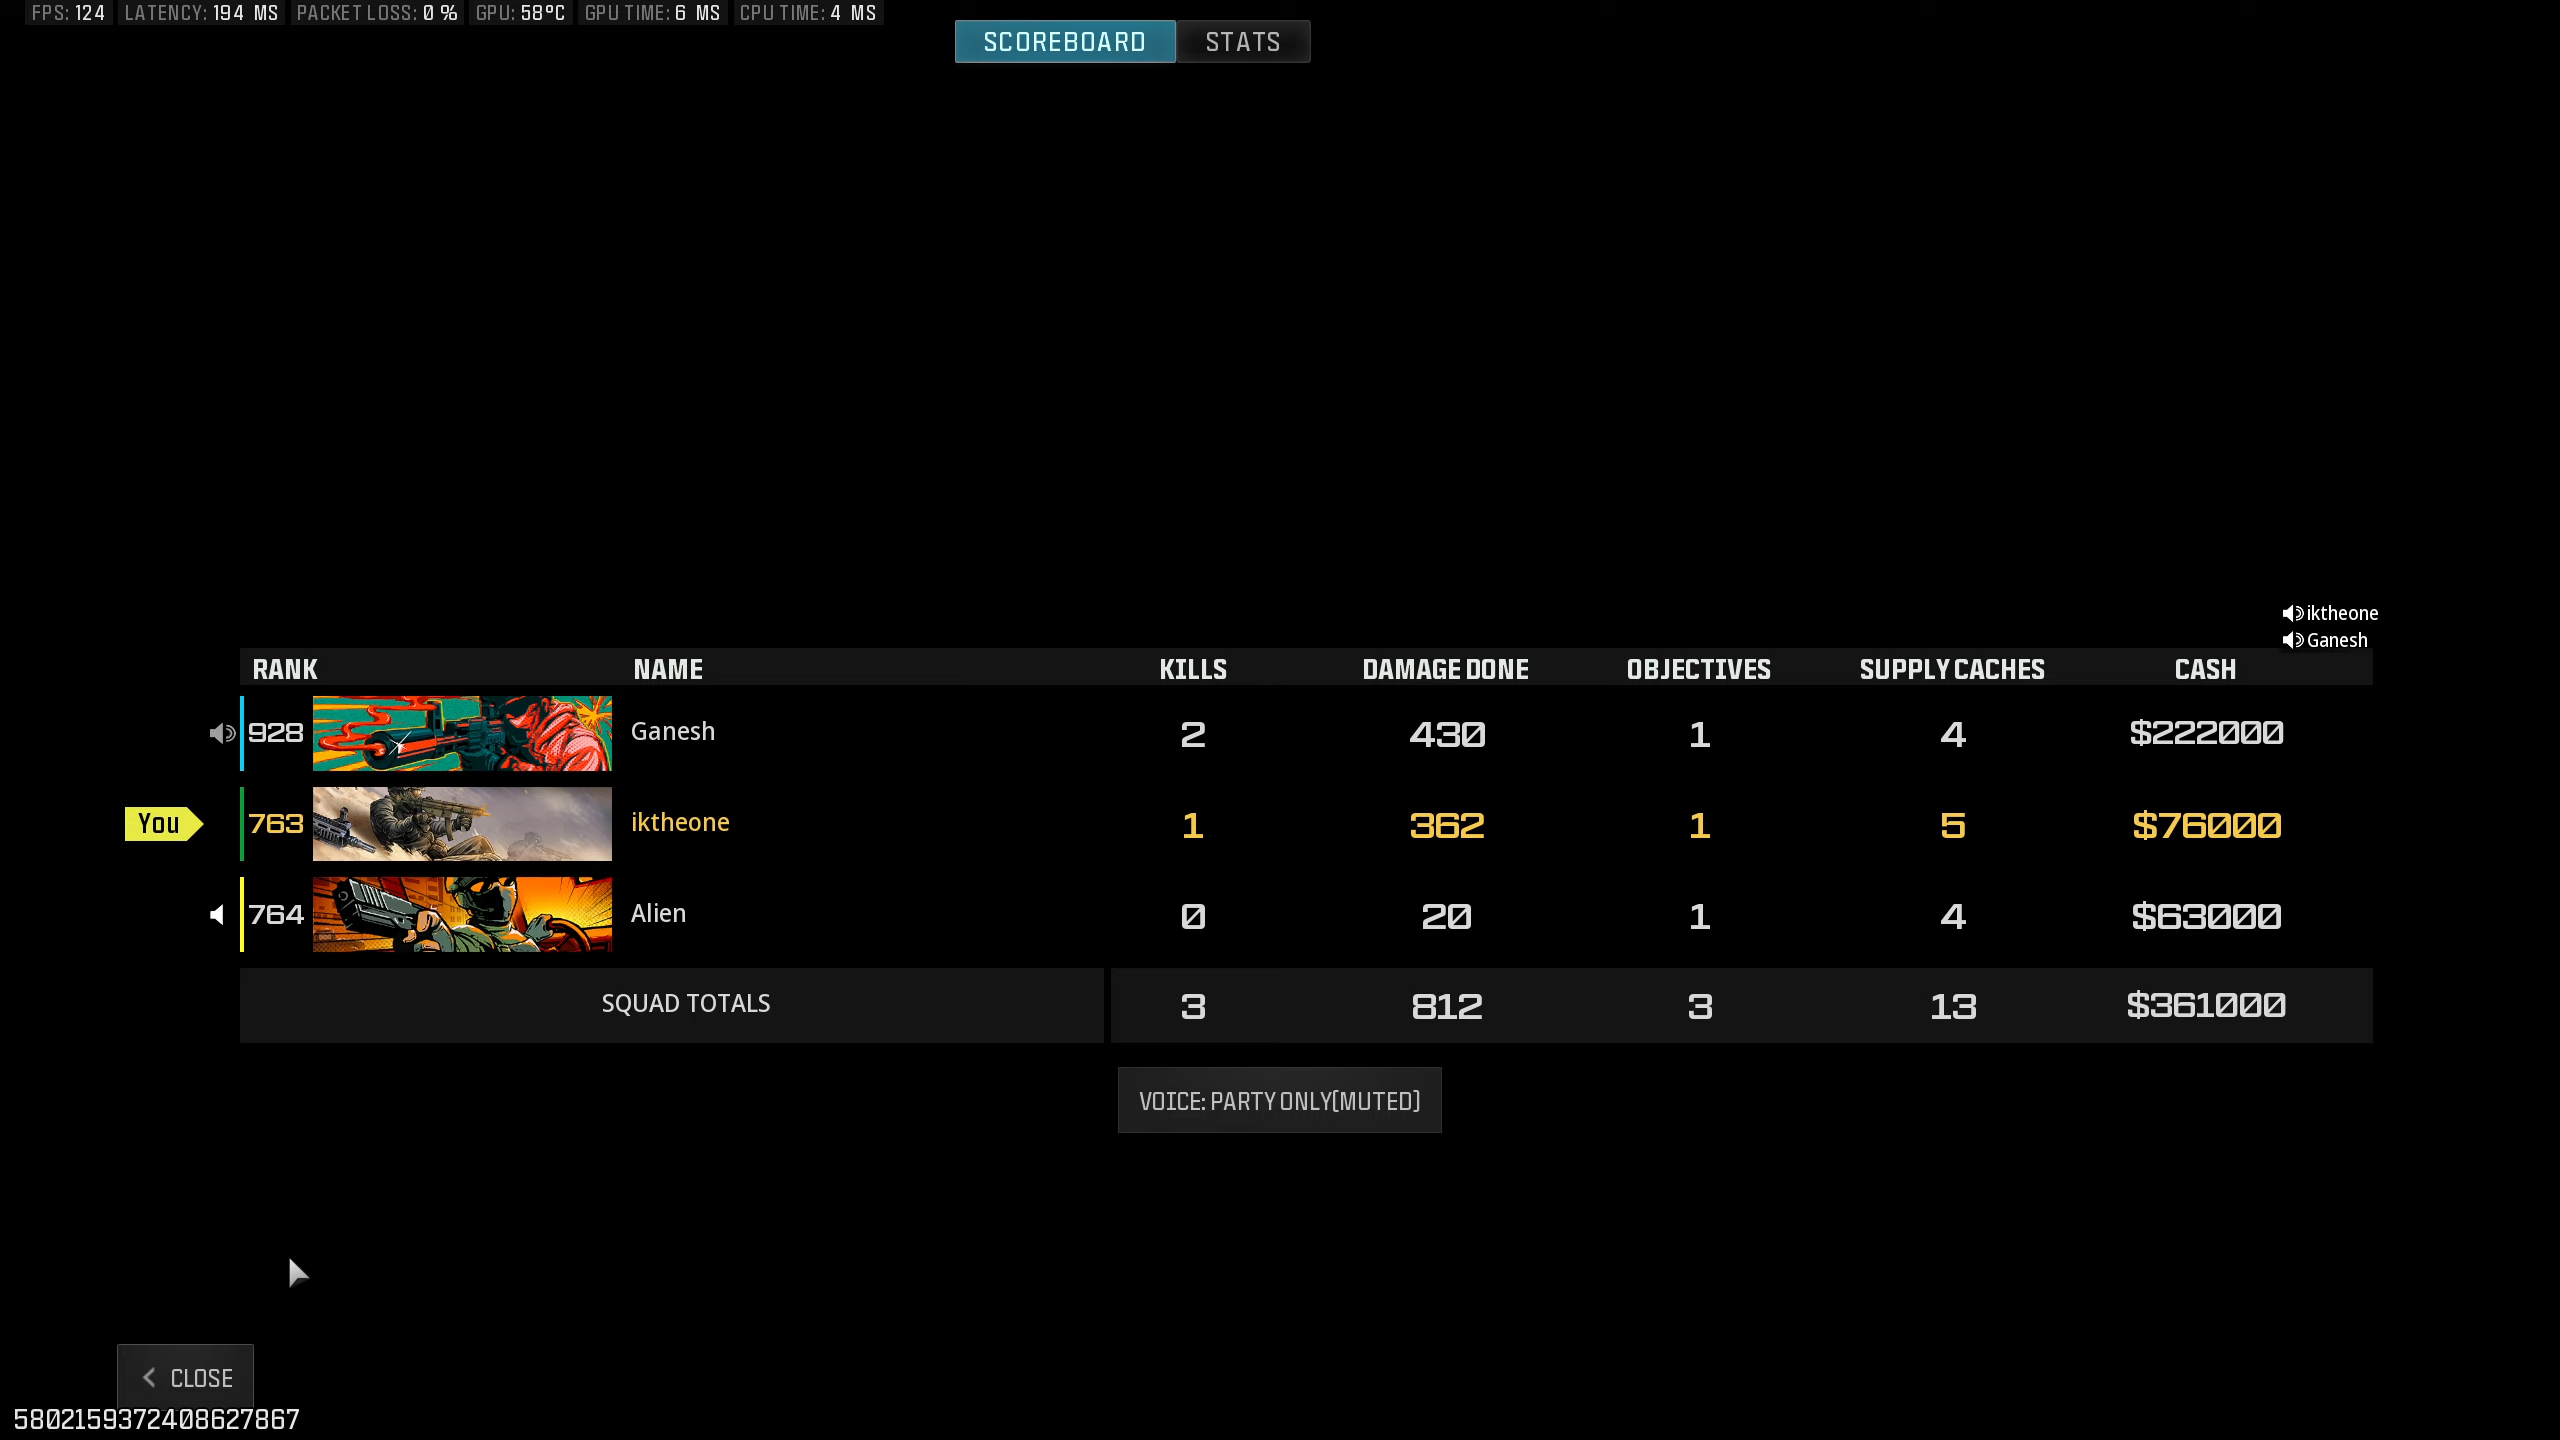 FPS: 124 LATENCY: 194 MS PACKET LOSS: 0 % GPU: 58°C GPU TIME: 6 MS CPU TIME: 4 MS
SCOREBOARD STATS
iktheone
Ganesh
RANK NAME KILLS DAMAGE DONE OBJECTIVES SUPPLY CACHES CASH
928 Ganesh 2 430 1 4 $222000
You 763 iktheone 1 362 1 5 $76000
764 Alien 0 20 1 4 $63000
SQUAD TOTALS 3 812 3 13 $361000
VOICE: PARTY ONLY[MUTED]
CLOSE
5802159372408627867